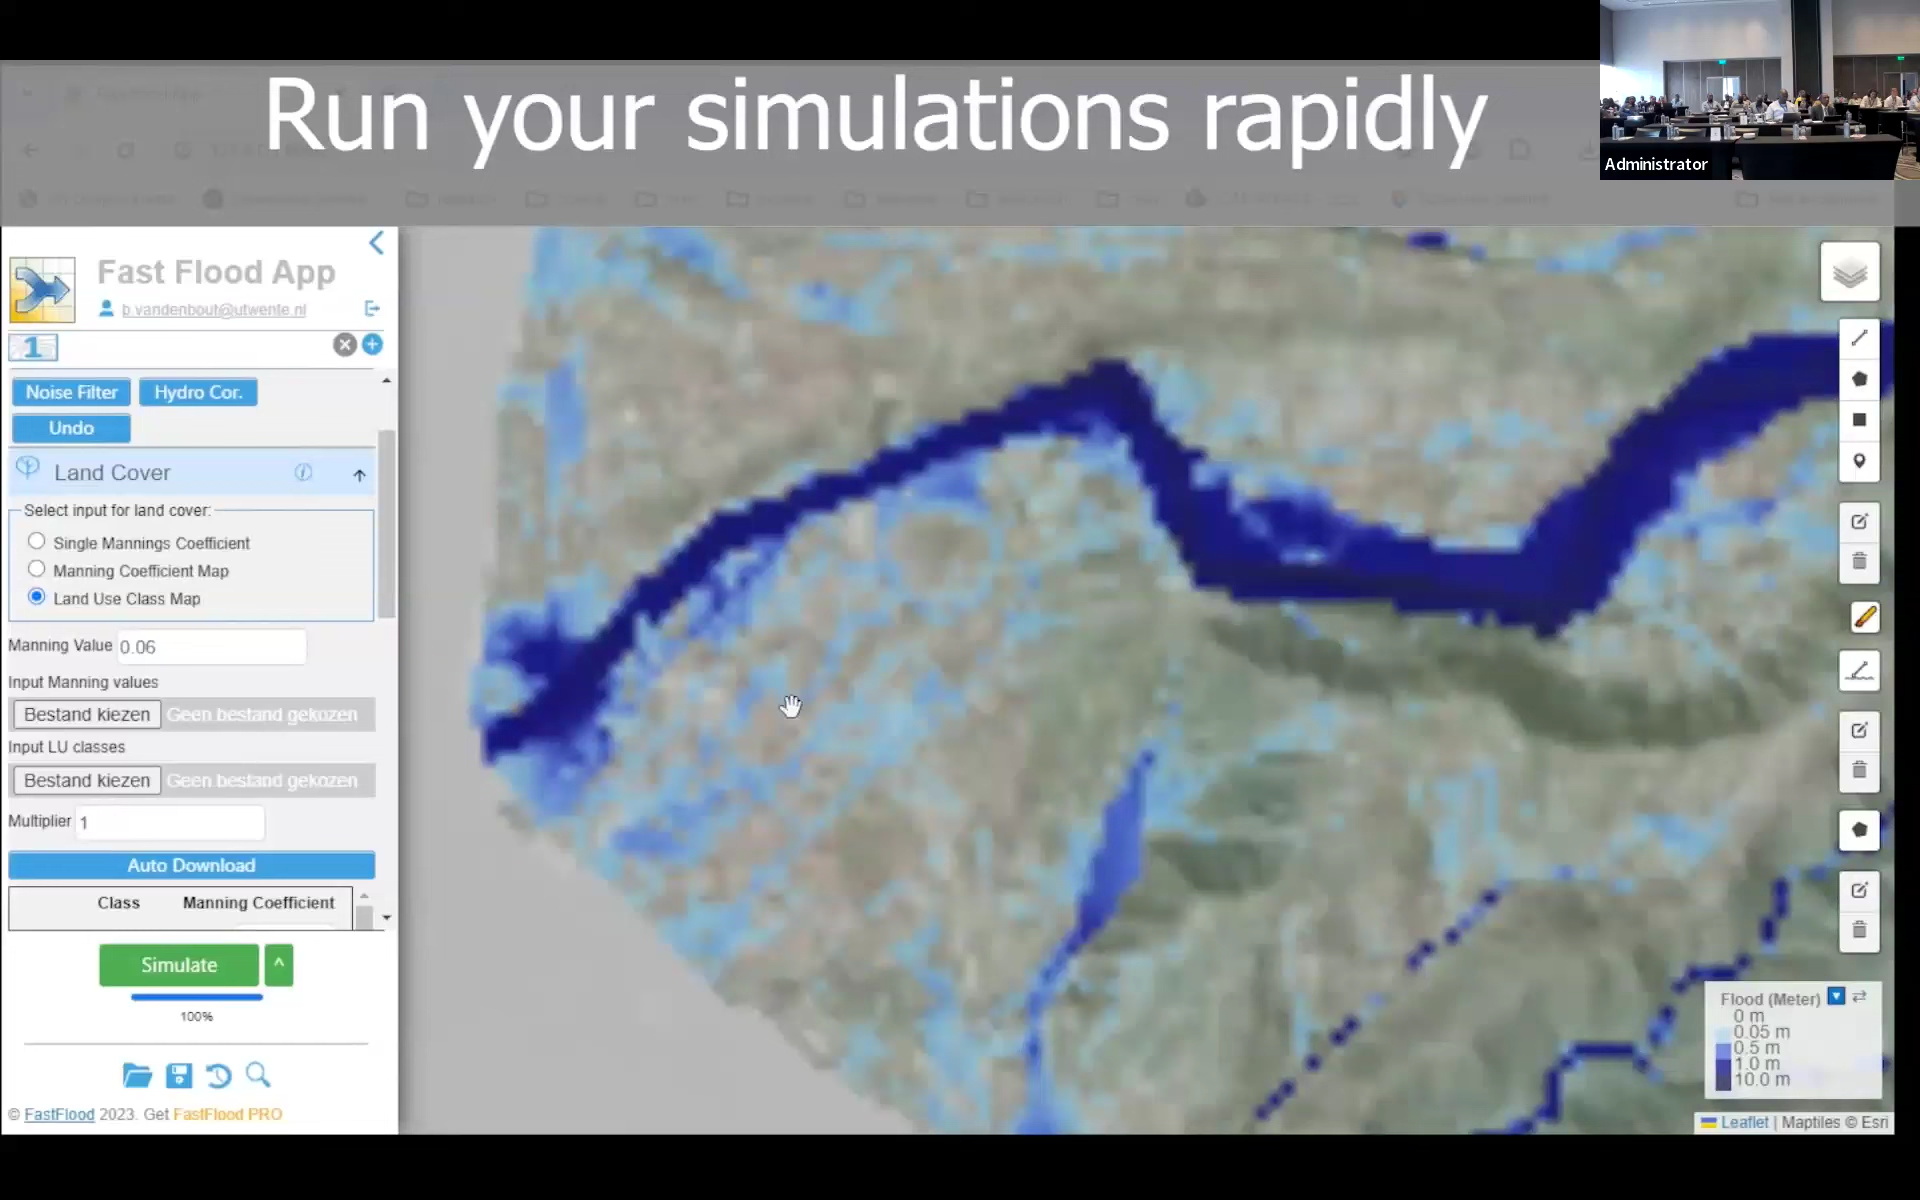 Run your simulations rapidly
Administrator
Fast Flood App
b.vandenbout@utwente.nl
1
Noise Filter
Hydro Cor.
Undo
Land Cover
Select input for land cover:
Single Mannings Coefficient
Manning Coefficient Map
Land Use Class Map
Manning Value 0.06
Input Manning values
Bestand kiezen Geen bestand gekozen
Input LU classes
Bestand kiezen Geen bestand gekozen
Multiplier 1
Auto Download
Class Manning Coefficient
Simulate ^
100%
© FastFlood 2023. Get FastFlood PRO
Flood (Meter)
0 m
0.05 m
0.5 m
1.0 m
10.0 m
Leaflet | Maptiles © Esri